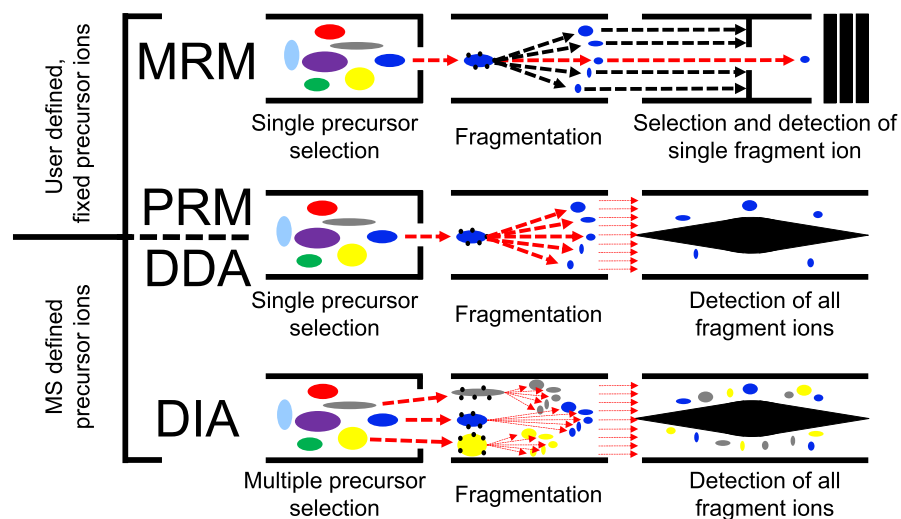 User defined,
fixed precursor ions
MS defined
precursor ions
MRM
Single precursor
selection
Fragmentation
Selection and detection of
single fragment ion
PRM
DDA
Single precursor
selection
Fragmentation
Detection of all
fragment ions
DIA
Multiple precursor
selection
Fragmentation
Detection of all
fragment ions